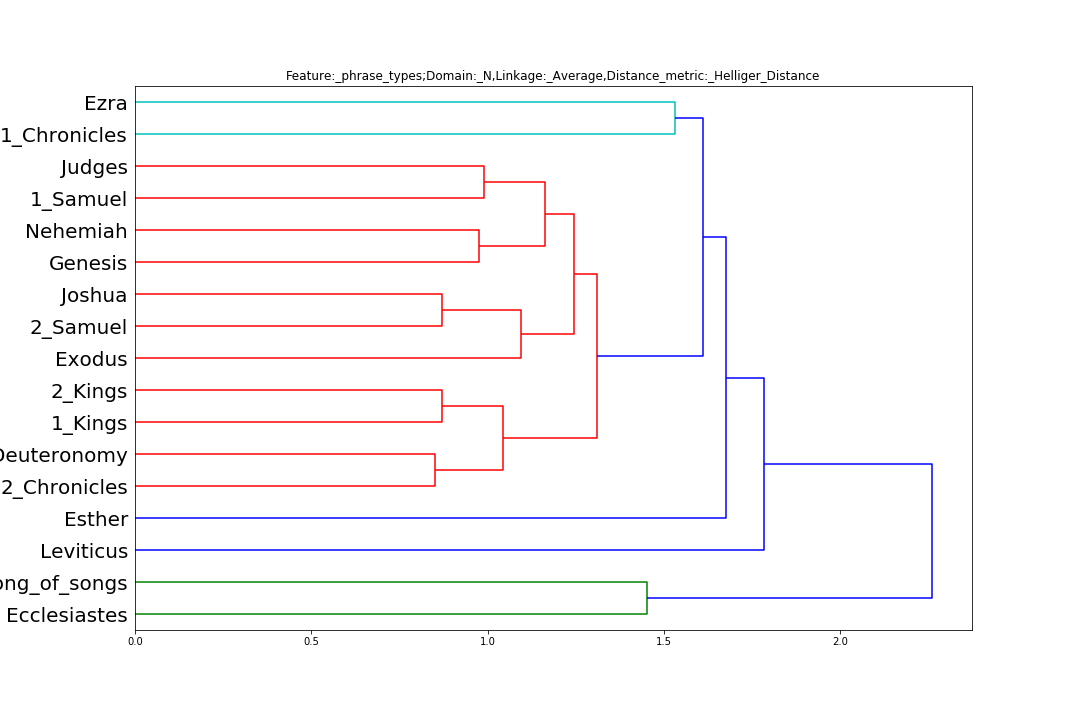 Feature:_phrase_types;Domain:_N,Linkage:_Average,Distance_metric:_Helliger_Distance
Ezra
1_Chronicles
Judges
1_Samuel
Nehemiah
Genesis
Joshua
2_Samuel
Exodus
2_Kings
1_Kings
Deuteronomy
2_Chronicles
Esther
Leviticus
ong_of_songs
Ecclesiastes
0.0 0.5 1.0 1.5 2.0